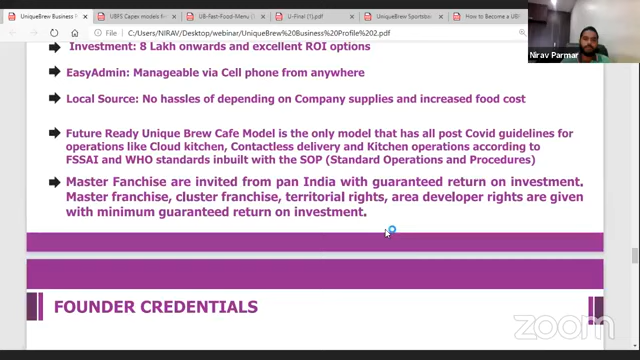 UniqueBrew Business
UBFS Capex models f
UB-Fast-Food-Menu (
U-Final (1).pdf
UniqueBrew Sportsbo
How to Become a UBF
File
C:/Users/NIRAV/Desktop/webinar/UniqueBrew%20Business%20Profile%202.pdf
Nirav Parmar
Investment: 8 Lakh onwards and excellent ROI options
EasyAdmin: Manageable via Cell phone from anywhere
Local Source: No hassles of depending on Company supplies and increased food cost
Future Ready Unique Brew Cafe Model is the only model that has all post Covid guidelines for
operations like Cloud kitchen, Contactless delivery and Kitchen operations according to
FSSAI and WHO standards inbuilt with the SOP (Standard Operations and Procedures)
Master Fanchise are invited from pan India with guaranteed return on investment.
Master franchise, cluster franchise, territorial rights, area developer rights are given
with minimum guaranteed return on investment.
FOUNDER CREDENTIALS
zoom